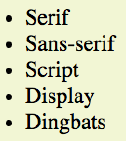 • Serif
• Sans-serif
• Script
• Display
• Dingbats